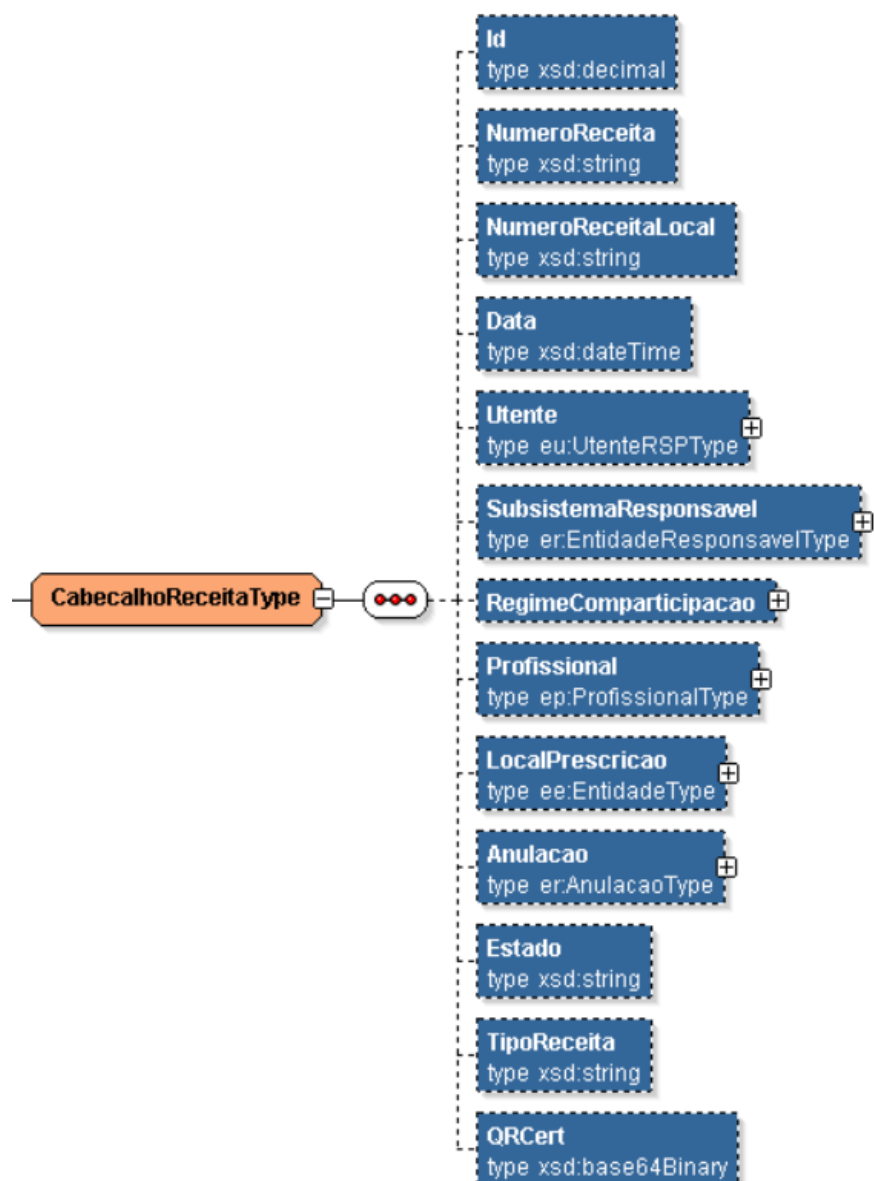 Id
type xsd:decimal
NumeroReceita
type xsd:string
NumeroReceitaLocal
type xsd:string
Data
type xsd:dateTime
Utente
type eu:UtenteRSPType
SubsistemaResponsavel
type er:EntidadeResponsavelType
CabecalhoReceitaType
RegimeComparticipacao
Profissional
type ep:ProfissionalType
LocalPrescricao
type ee:EntidadeType
Anulacao
type er:AnulacaoType
Estado
type xsd:string
TipoReceita
type xsd:string
QRCert
type xsd:base64Binary